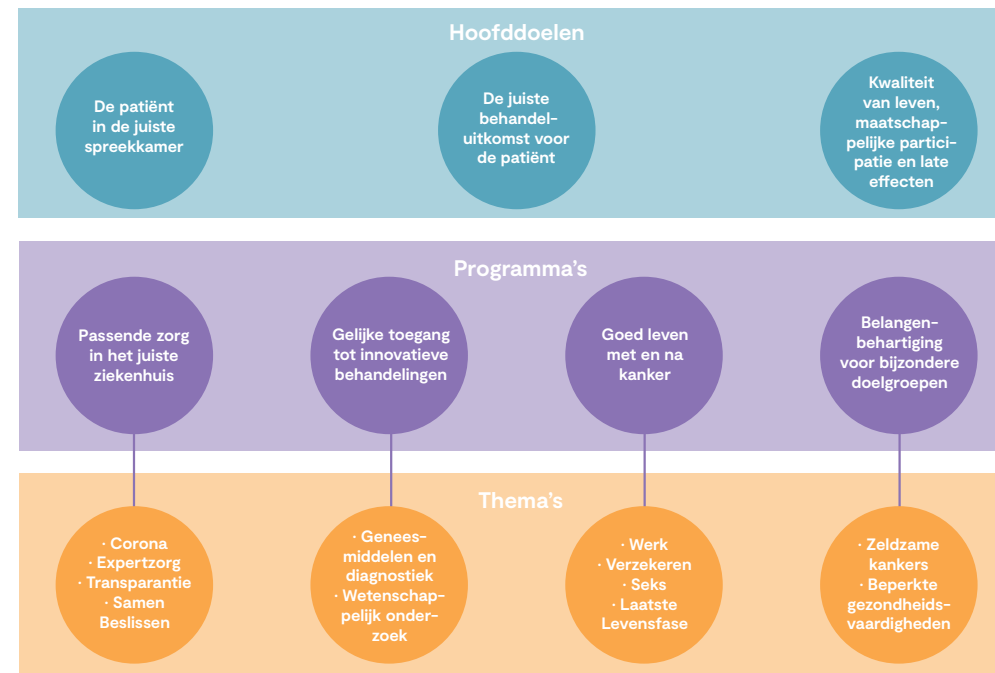 Hoofddoelen
De patiënt
in de juiste
spreekkamer
De juiste
behandel-
uitkomst voor
de patiënt
Kwaliteit
van leven,
maatschap-
pelijke partici-
patie en late
effecten
Programma's
Passende zorg
in het juiste
ziekenhuis
Gelijke toegang
tot innovatieve
behandelingen
Goed leven
met en na
kanker
Belangen-
behartiging
voor bijzondere
doelgroepen
Thema's
· Corona
· Expertzorg
· Transparantie
· Samen
Beslissen
· Genees-
middelen en
diagnostiek
· Wetenschap-
pelijk onder-
zoek
· Werk
· Verzekeren
· Seks
· Laatste
Levensfase
· Zeldzame
kankers
· Beperkte
gezondheids-
vaardigheden